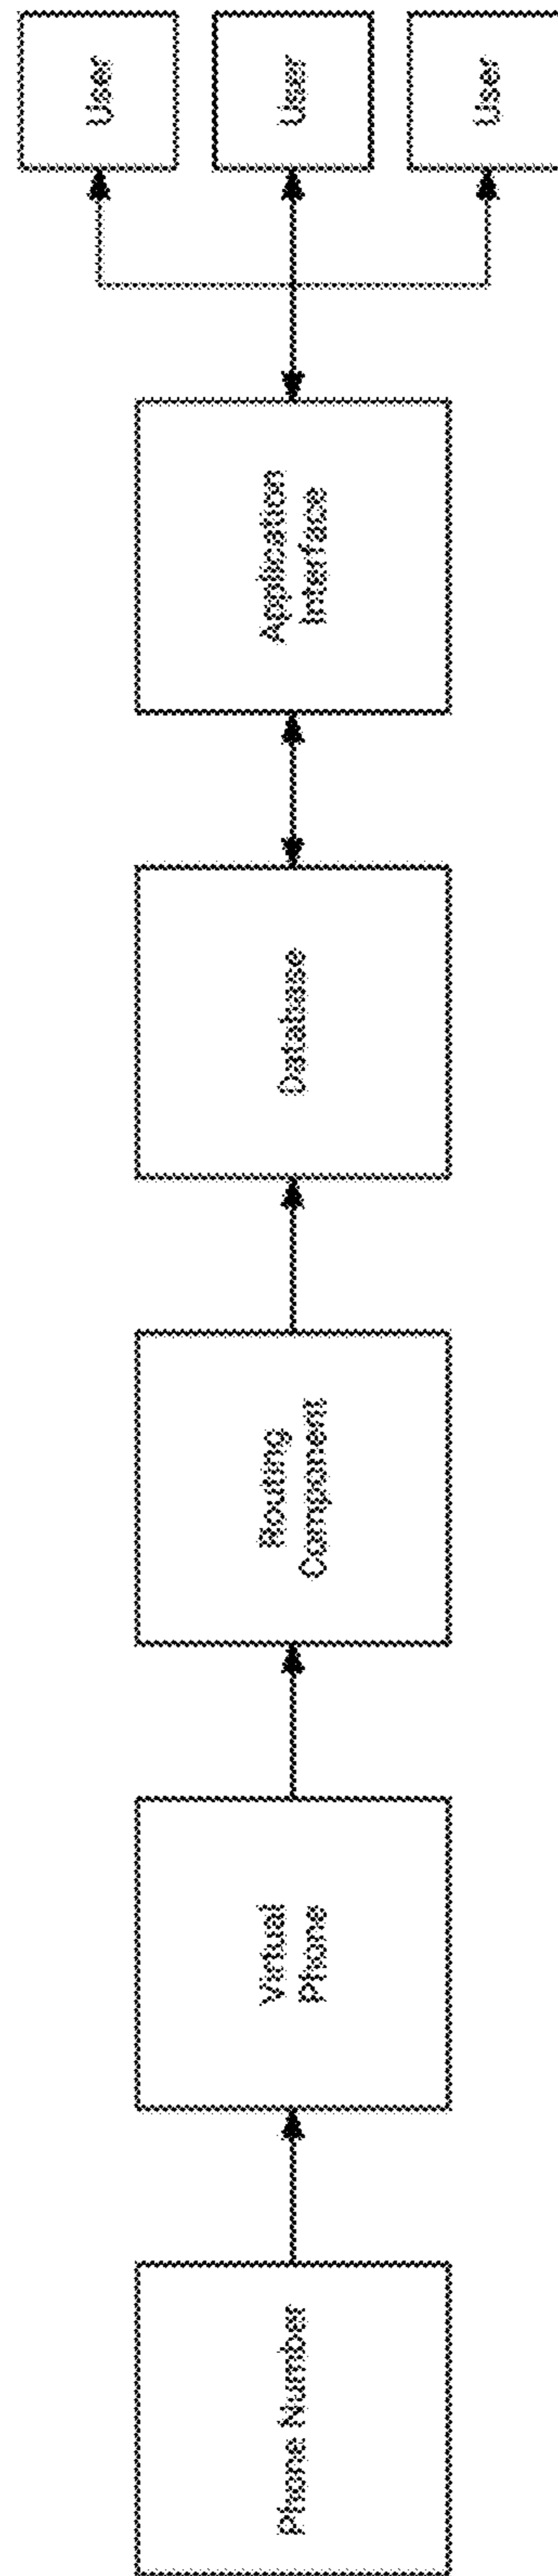 Phone Number
Virtual
Phone
Routing
Component
Database
Application
Interface
User
User
User